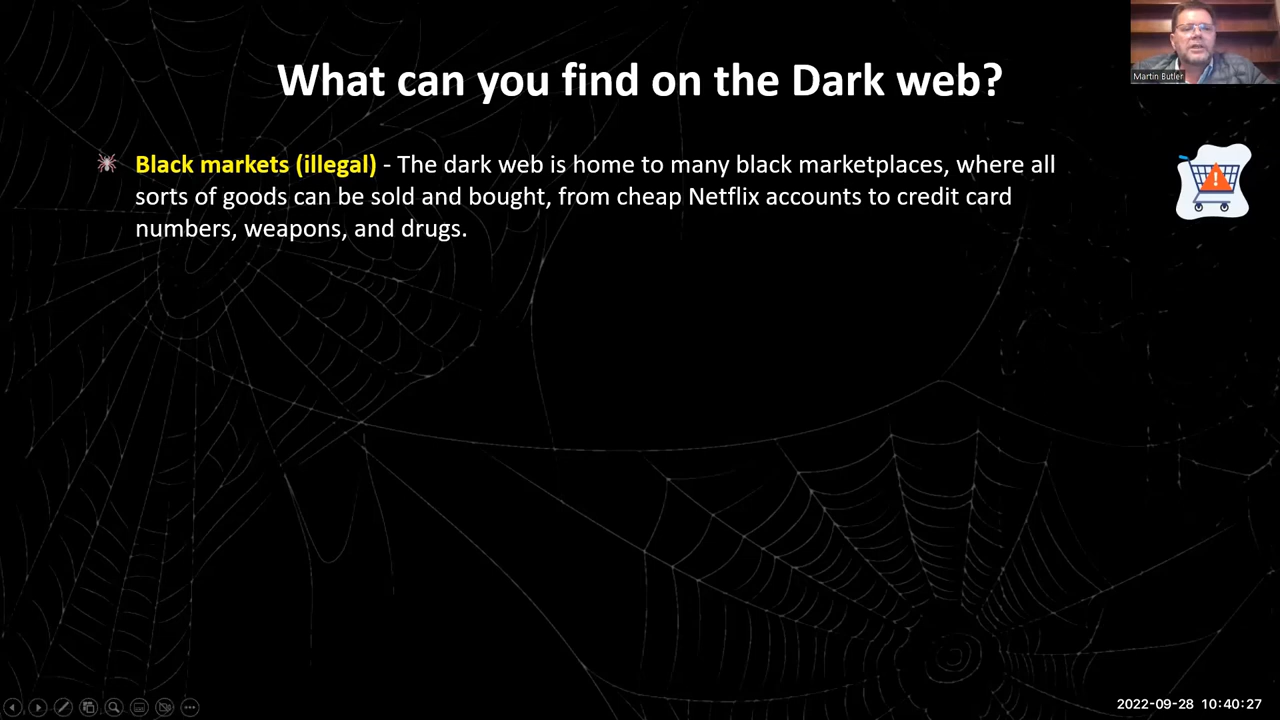 Martin Butler
What can you find on the Dark web?
Black markets (illegal) - The dark web is home to many black marketplaces, where all
sorts of goods can be sold and bought, from cheap Netflix accounts to credit card
numbers, weapons, and drugs.
!
2022-09-28 10:40:27